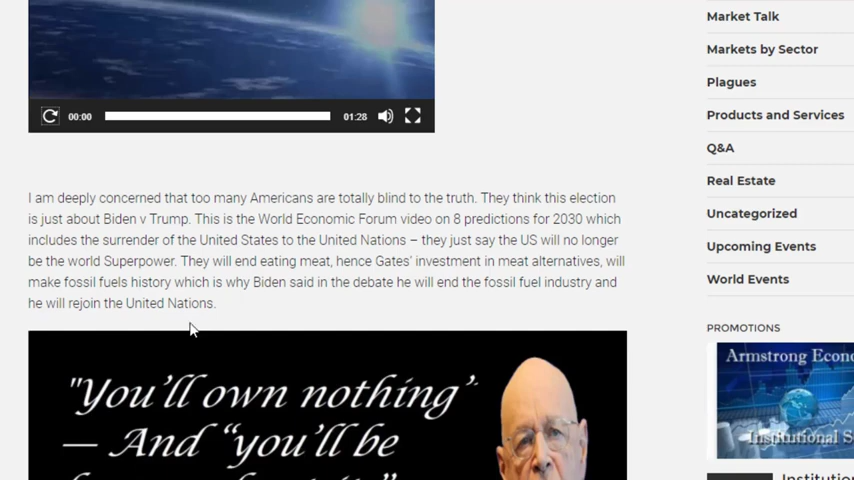 Market Talk
Markets by Sector
Plagues
00:00
01:28
Products and Services
Q&A
I am deeply concerned that too many Americans are totally blind to the truth. They think this election
is just about Biden v Trump. This is the World Economic Forum video on 8 predictions for 2030 which
includes the surrender of the United States to the United Nations – they just say the US will no longer
be the world Superpower. They will end eating meat, hence Gates’ investment in meat alternatives, will
make fossil fuels history which is why Biden said in the debate he will end the fossil fuel industry and
he will rejoin the United Nations.
Real Estate
Uncategorized
Upcoming Events
World Events
PROMOTIONS
Armstrong Econo
Institutional S
"You’ll own nothing”
— And “you’ll be
Institution